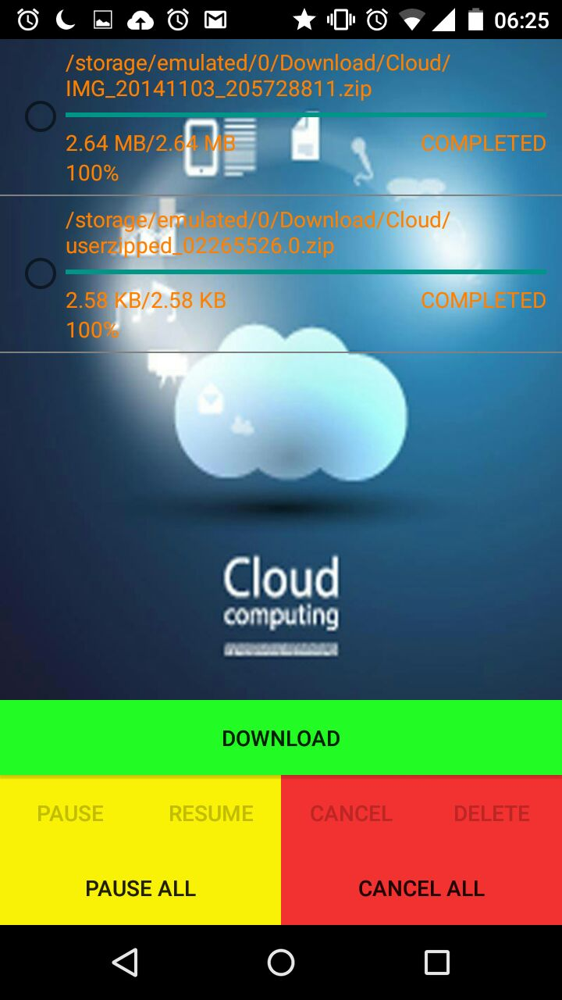 06:25
/storage/emulated/0/Download/Cloud/
IMG_20141103_205728811.zip
2.64 MB/2.64 MB COMPLETED
100%
/storage/emulated/0/Download/Cloud/
userzipped_02265526.0.zip
2.58 KB/2.58 KB COMPLETED
100%
Cloud
computing
DOWNLOAD
PAUSE RESUME CANCEL DELETE
PAUSE ALL CANCEL ALL